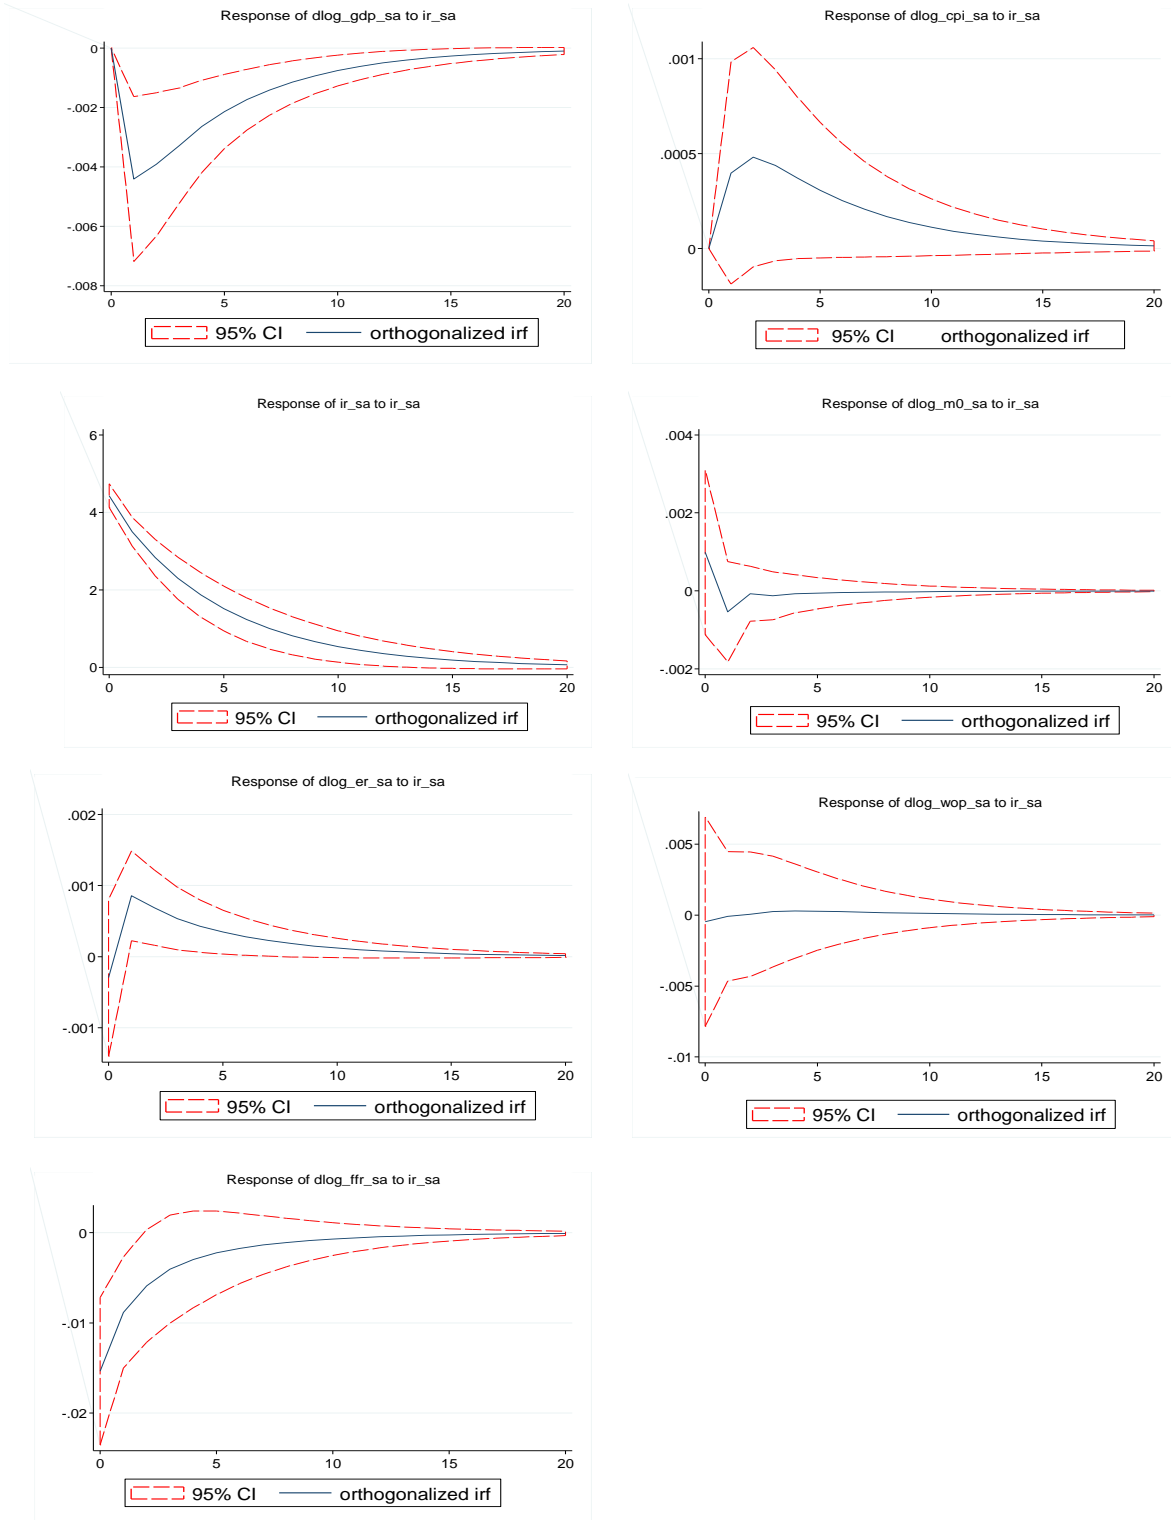 Response of dlog_gdp_sa to ir_sa
0
-.002
-.004
-.006
-.008
0 5 10 15 20
95% CI orthogonalized irf
Response of dlog_cpi_sa to ir_sa
.001
.0005
0
0 5 10 15 20
95% CI orthogonalized irf
Response of ir_sa to ir_sa
6
4
2
0
0 5 10 15 20
95% CI orthogonalized irf
Response of dlog_m0_sa to ir_sa
.004
.002
0
-.002
0 5 10 15 20
95% CI orthogonalized irf
Response of dlog_er_sa to ir_sa
.002
.001
0
-.001
0 5 10 15 20
95% CI orthogonalized irf
Response of dlog_wop_sa to ir_sa
.005
0
-.005
-.01
0 5 10 15 20
95% CI orthogonalized irf
Response of dlog_ffr_sa to ir_sa
0
-.01
-.02
0 5 10 15 20
95% CI orthogonalized irf